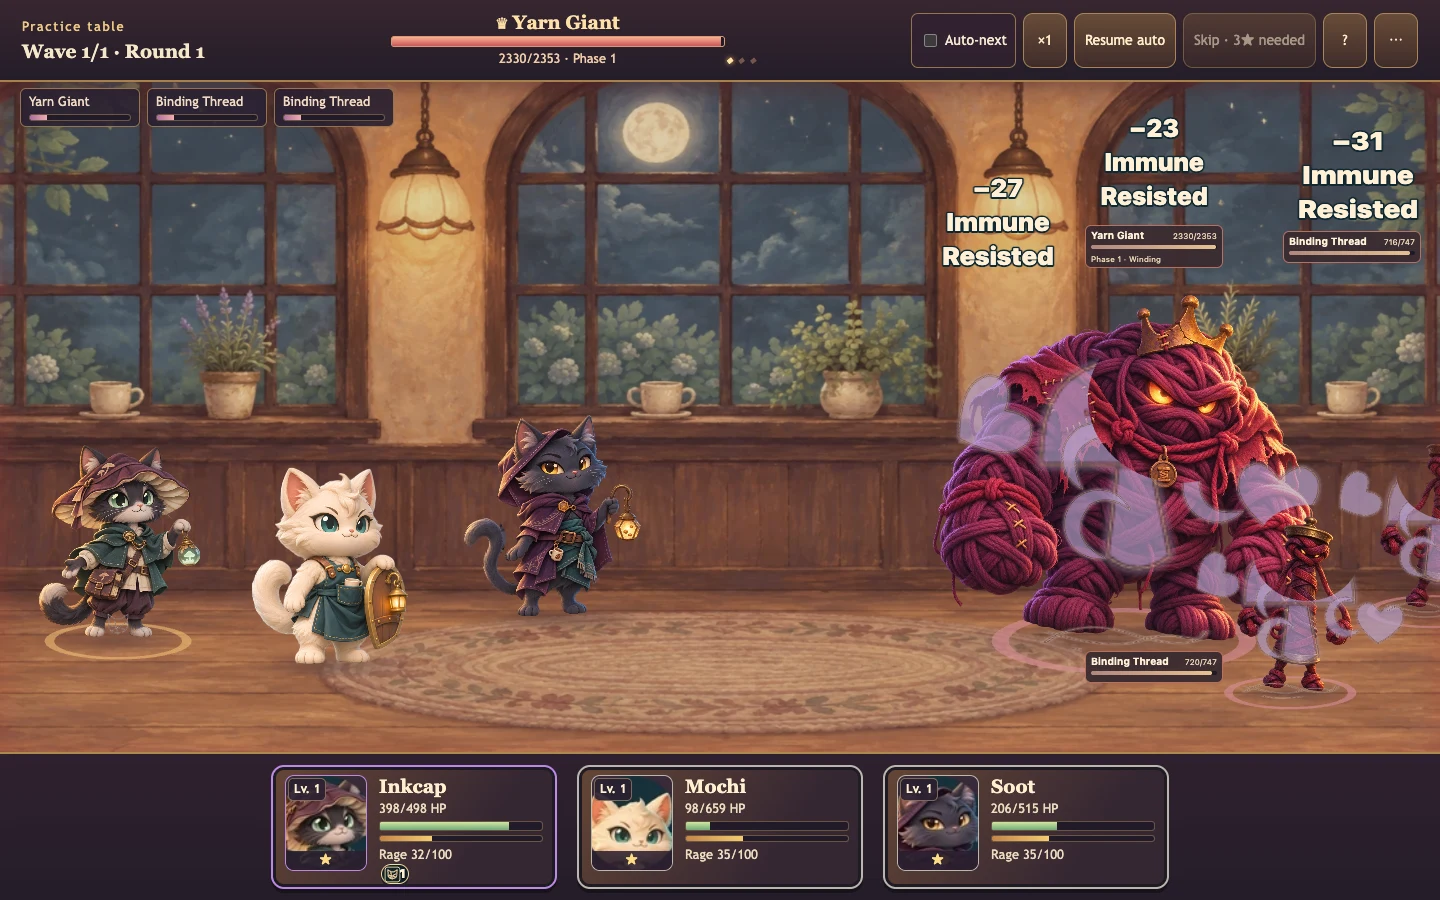 Practice table
Wave 1/1 · Round 1
♛ Yarn Giant
2330/2353 · Phase 1
Auto-next
×1
Resume auto
Skip · 3★ needed
?
...
Yarn Giant
Binding Thread
Binding Thread
−27
Immune
Resisted
−23
Immune
Resisted
−31
Immune
Resisted
Yarn Giant 2330/2353
Phase 1 · Winding
Binding Thread 716/747
Binding Thread 720/747
Lv. 1
Inkcap
398/498 HP
Rage 32/100
1
Lv. 1
Mochi
98/659 HP
Rage 35/100
Lv. 1
Soot
206/515 HP
Rage 35/100